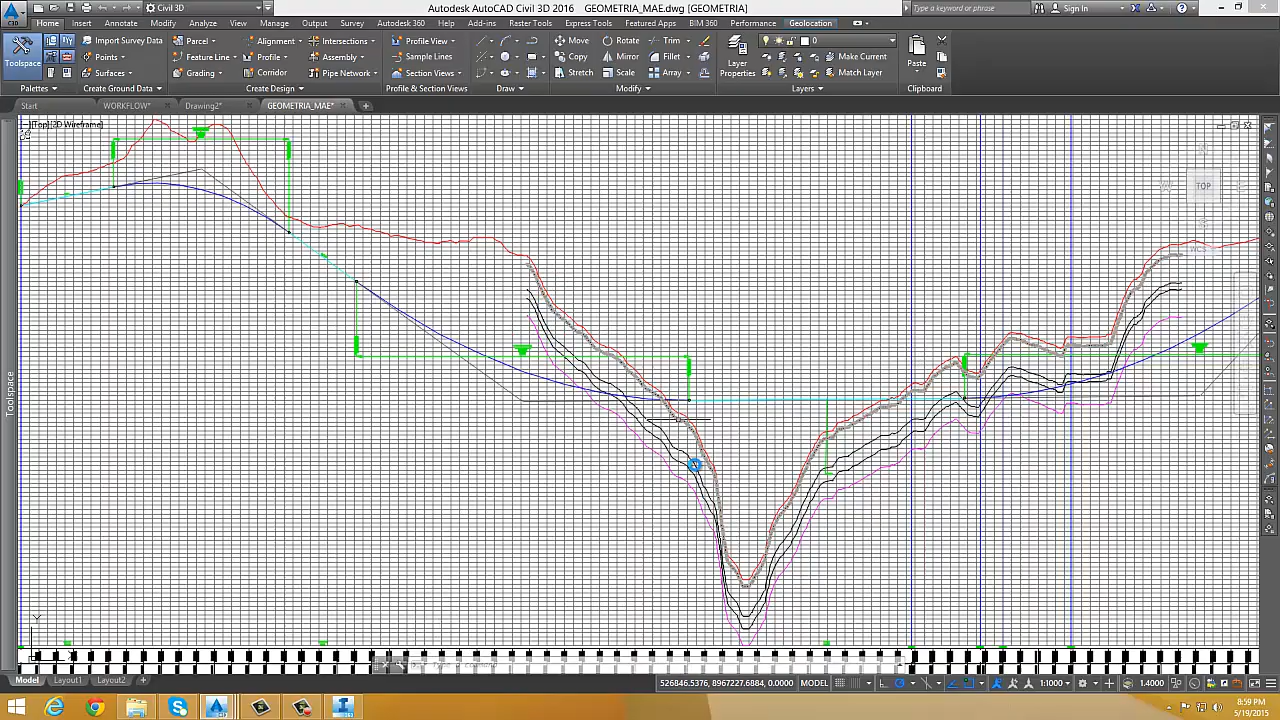 Civil 3D
Autodesk AutoCAD Civil 3D 2016 GEOMETRIA_MAE.dwg [GEOMETRIA]
Type a keyword or phrase
Sign In
Home Insert Annotate Modify Analyze View Manage Output Survey Autodesk 360 Help Add-ins Raster Tools Express Tools Featured Apps BIM 360 Performance Geolocation
Import Survey Data Parcel Alignment Intersections Profile View Move Rotate Trim 0
Toolspace Points Feature Line Profile Assembly Sample Lines Copy Mirror Fillet Layer Properties Make Current Paste
Surfaces Grading Corridor Pipe Network Section Views Stretch Scale Array Match Layer
Palettes Create Ground Data Create Design Profile & Section Views Draw Modify Layers Clipboard
Start WORKFLOW* Drawing2* GEOMETRIA_MAE*
[Top][2D Wireframe]
TOP
WCS
Toolspace
Y
Type a command
Model Layout1 Layout2
526846.5376, 8967227.6884, 0.0000 MODEL 1:1000 1.4000
8:59 PM
5/19/2015